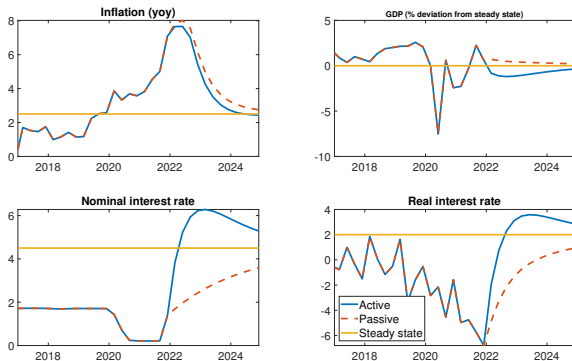 Inflation (yoy)
8
6
4
2
0
2018 2020 2022 2024
GDP (% deviation from steady state)
5
0
-5
-10
2018 2020 2022 2024
Nominal interest rate
6
4
2
0
2018 2020 2022 2024
Real interest rate
4
2
0
-2
-4
-6
2018 2020 2022 2024
Active
Passive
Steady state